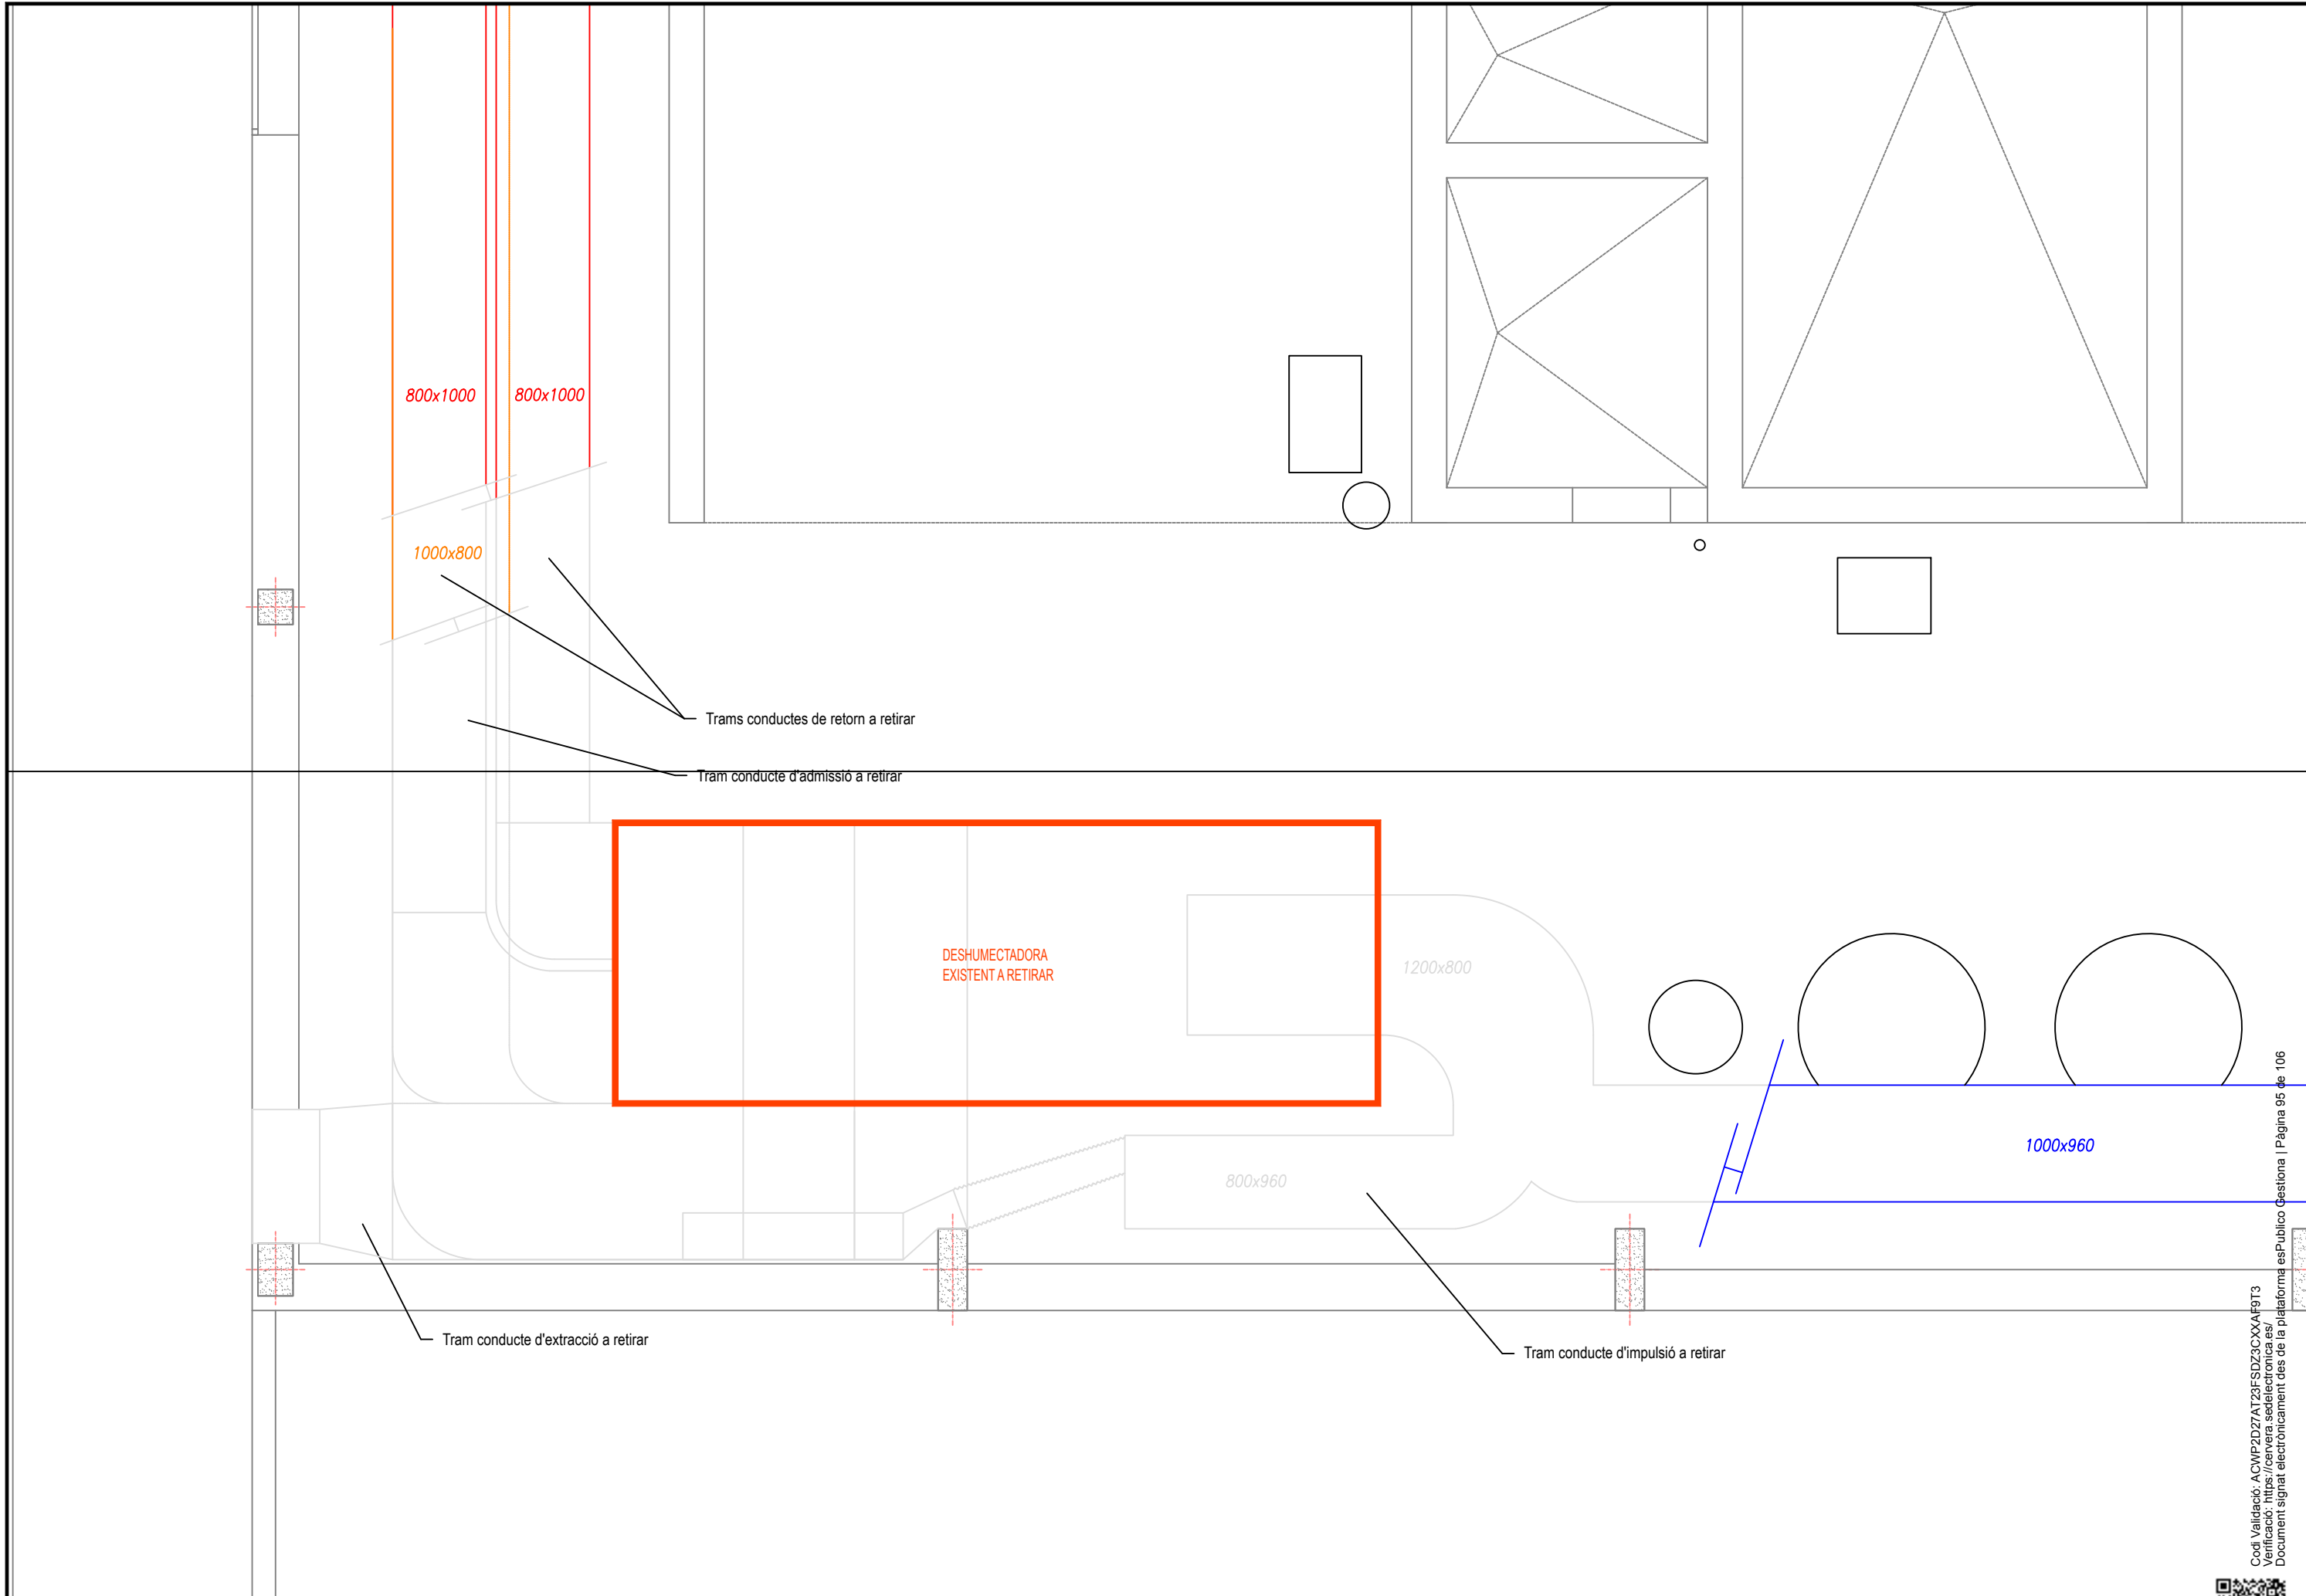 800x1000
800x1000
1000x800
Trams conductes de retorn a retirar
Tram conducte d'admissió a retirar
DESHUMECTADORA
EXISTENT A RETIRAR
1200x800
800x960
1000x960
Tram conducte d'extracció a retirar
Tram conducte d'impulsió a retirar
Codi Validació: ACWP2D27AT23FSDZ3CXXAF9T3
Verificació: https://cervera.sedelectronica.es/
Document signat electrònicament des de la plataforma esPublico Gestiona | Pàgina 95 de 106